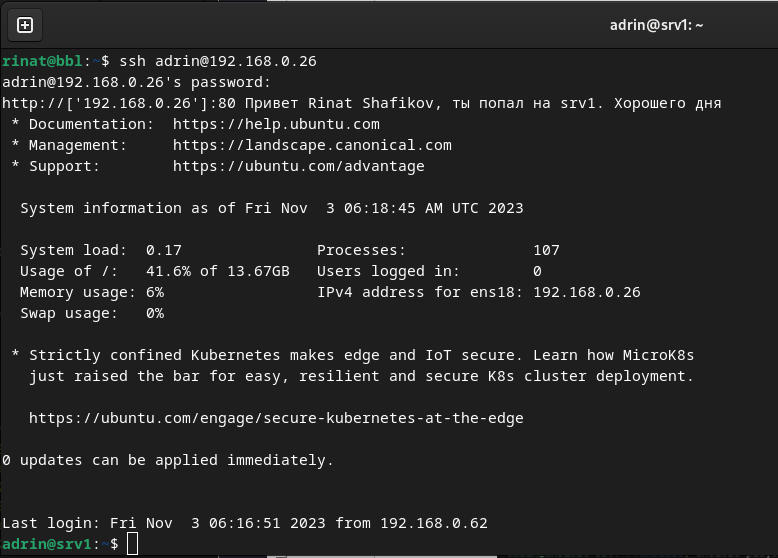 adrin@srv1: ~
rinat@bbl:~$ ssh adrin@192.168.0.26
adrin@192.168.0.26's password:
http://['192.168.0.26']:80 Привет Rinat Shafikov, ты попал на srv1. Хорошего дня
 * Documentation:  https://help.ubuntu.com
 * Management:     https://landscape.canonical.com
 * Support:        https://ubuntu.com/advantage
  System information as of Fri Nov  3 06:18:45 AM UTC 2023
  System load:  0.17               Processes:              107
  Usage of /:   41.6% of 13.67GB   Users logged in:        0
  Memory usage: 6%                 IPv4 address for ens18: 192.168.0.26
  Swap usage:   0%
 * Strictly confined Kubernetes makes edge and IoT secure. Learn how MicroK8s
   just raised the bar for easy, resilient and secure K8s cluster deployment.
   https://ubuntu.com/engage/secure-kubernetes-at-the-edge
0 updates can be applied immediately.
Last login: Fri Nov  3 06:16:51 2023 from 192.168.0.62
adrin@srv1:~$